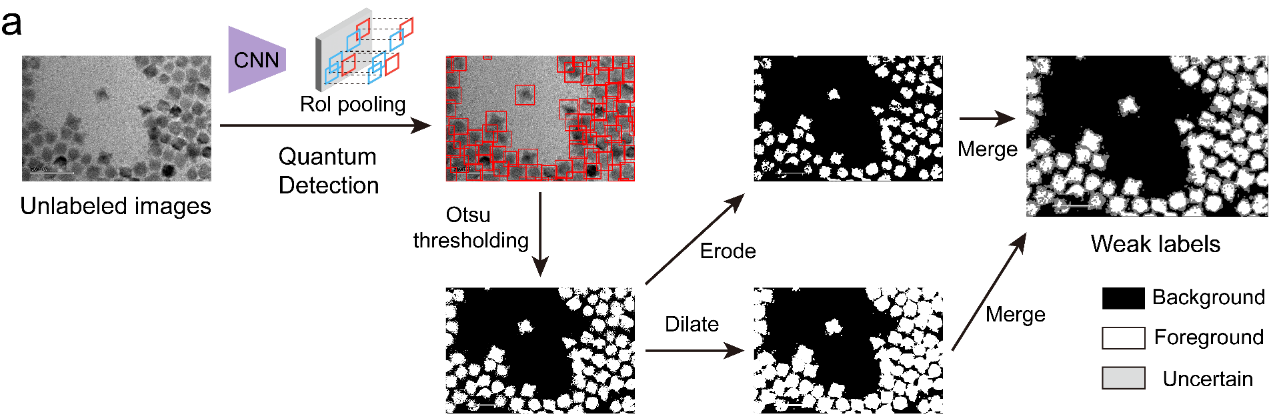 a
CNN
RoI pooling
Quantum
Detection
Unlabeled images
Otsu
thresholding
Erode
Dilate
Merge
Merge
Weak labels
Background
Foreground
Uncertain